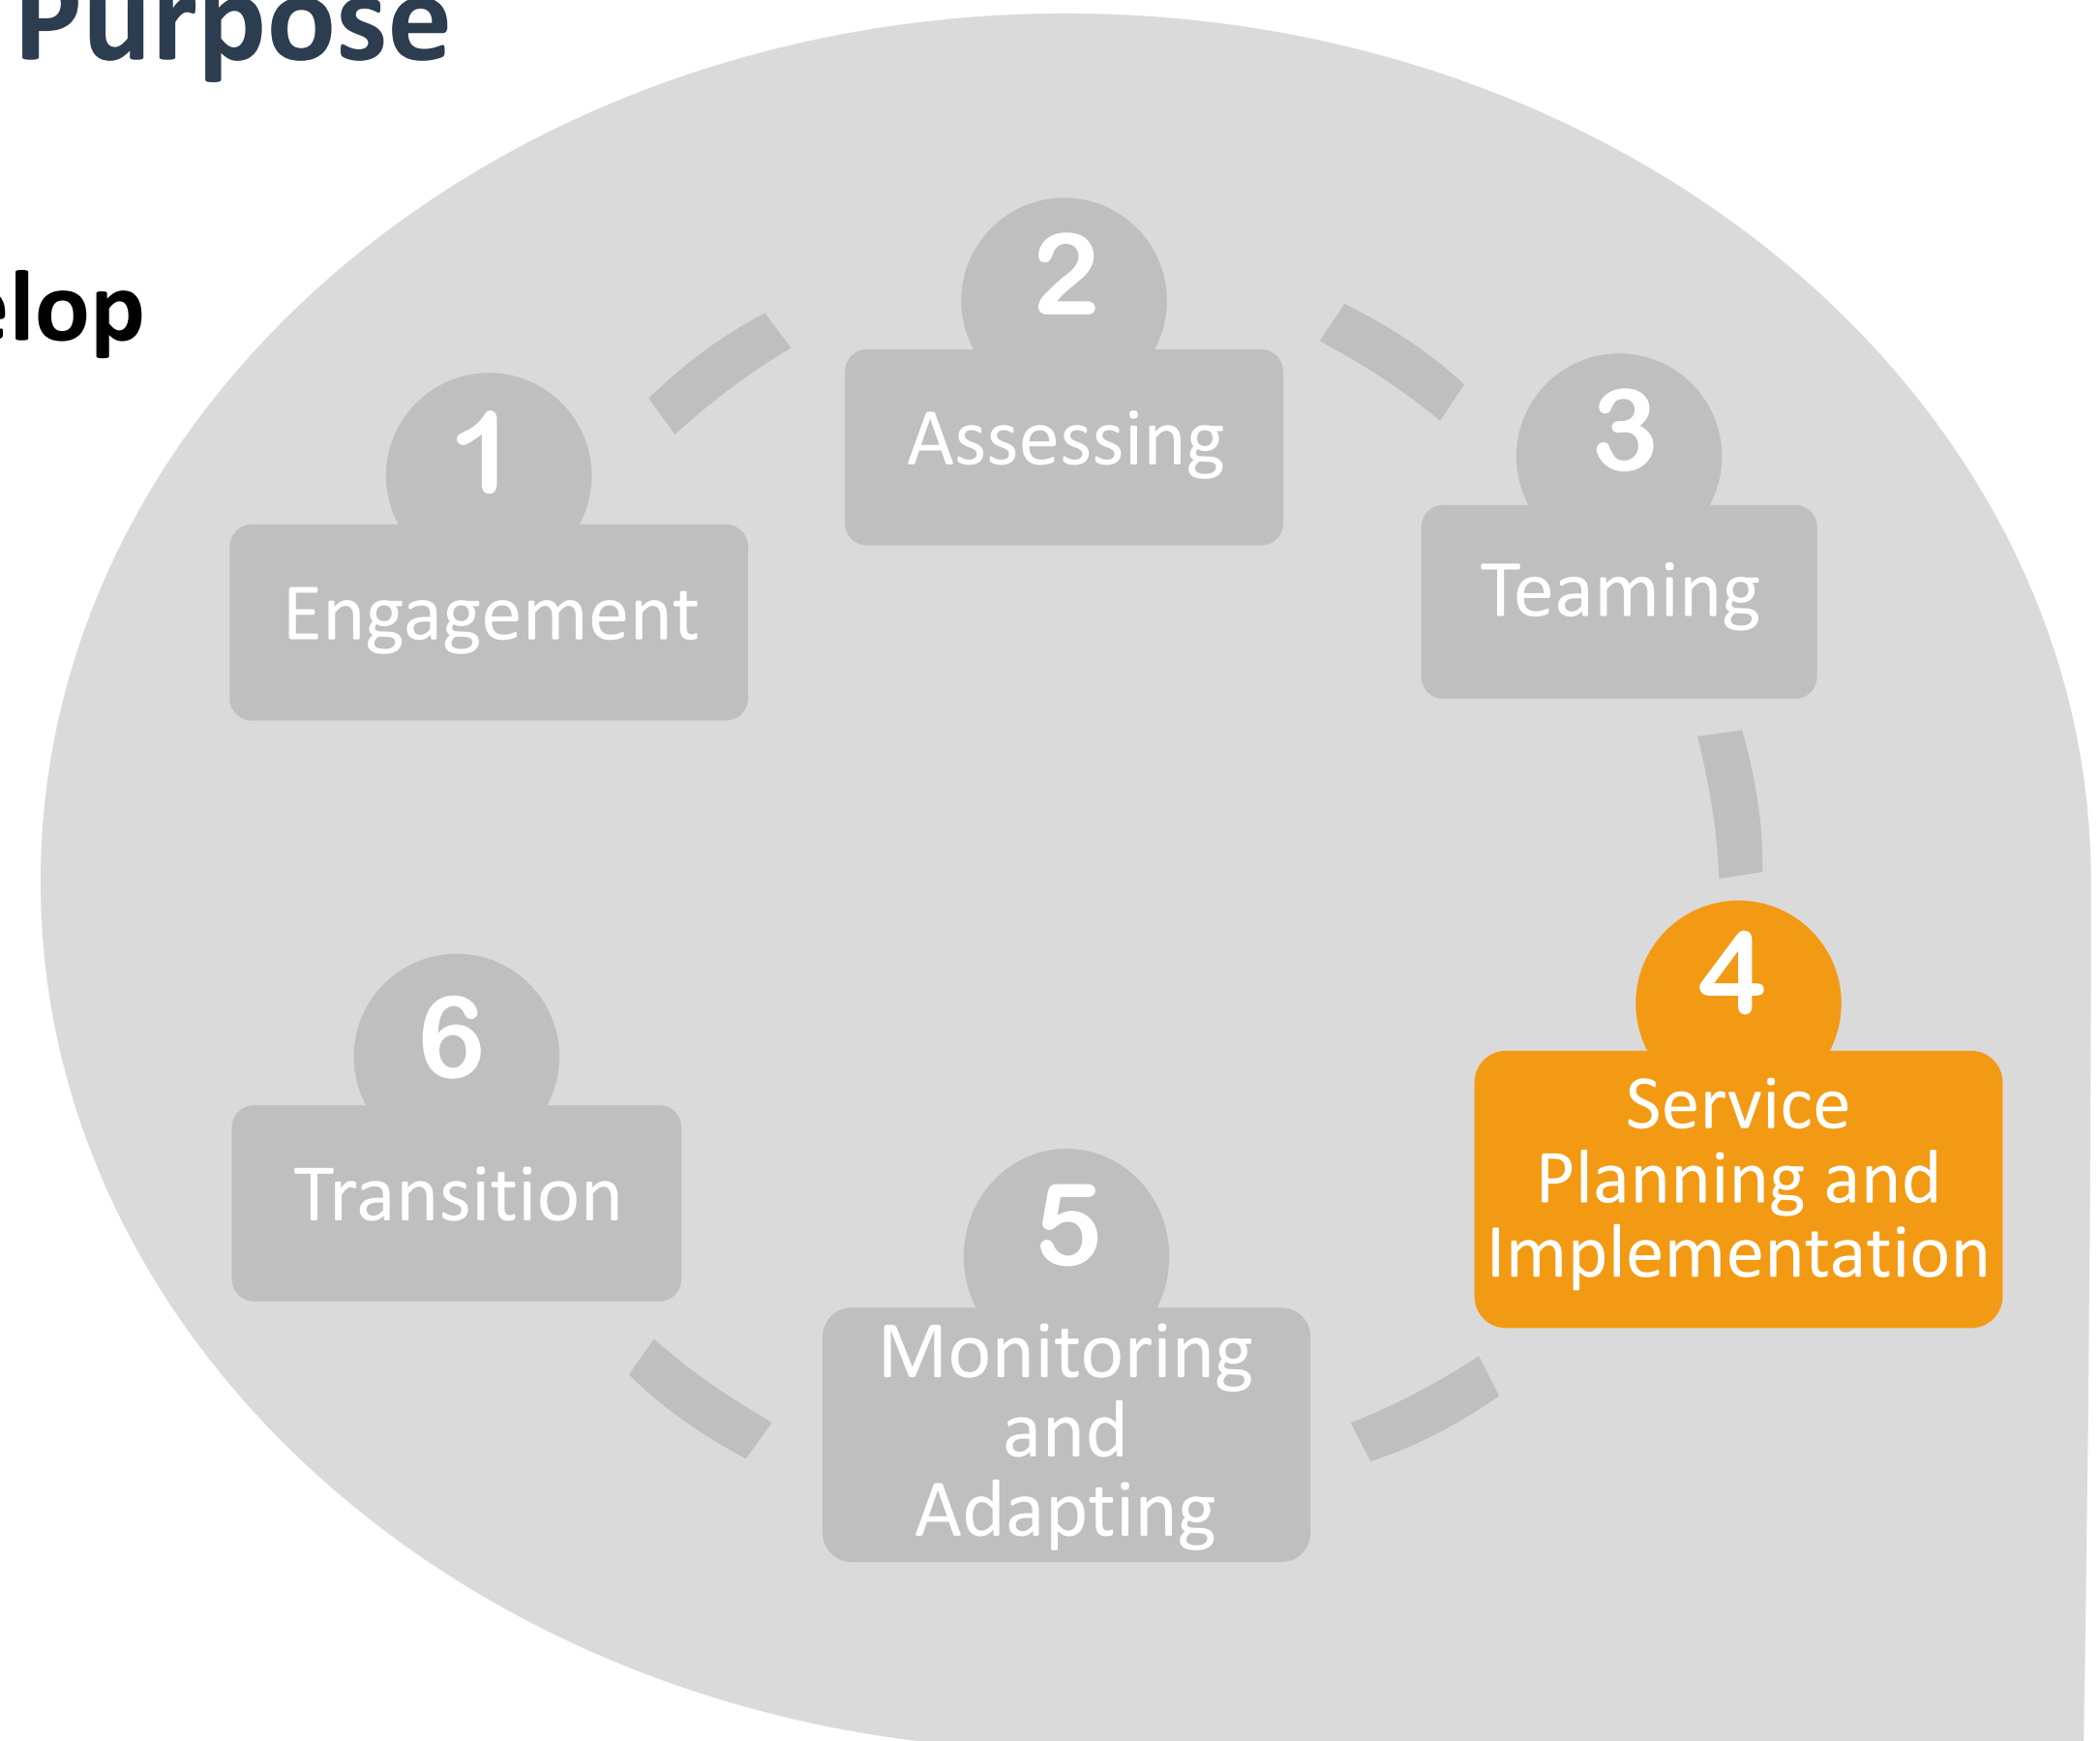 Purpose
elop
2
Assessing
1
Engagement
3
Teaming
4
Service
Planning and
Implementation
6
Transition
5
Monitoring
and
Adapting